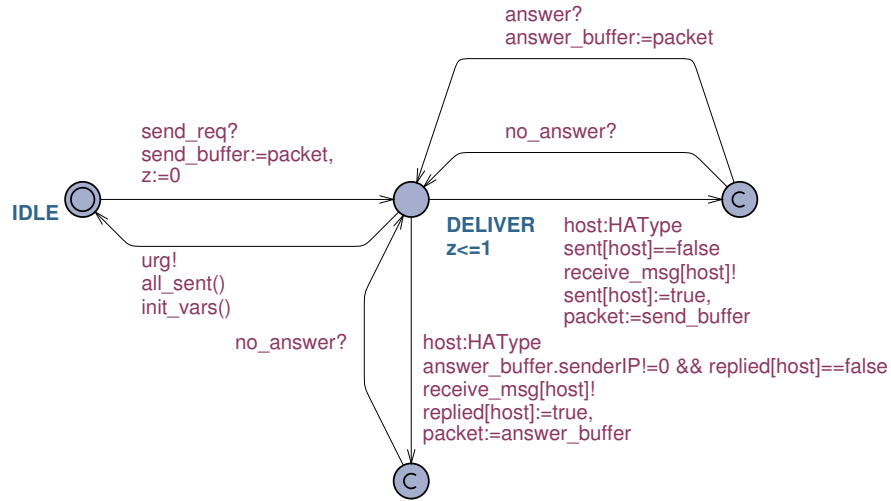 answer?
answer_buffer:=packet
send_req?
send_buffer:=packet,
z:=0
no_answer?
IDLE
DELIVER
z<=1
host:HAType
sent[host]==false
receive_msg[host]!
sent[host]:=true,
packet:=send_buffer
C
urg!
all_sent()
init_vars()
no_answer?
host:HAType
answer_buffer.senderIP!=0 && replied[host]==false
receive_msg[host]!
replied[host]:=true,
packet:=answer_buffer
C